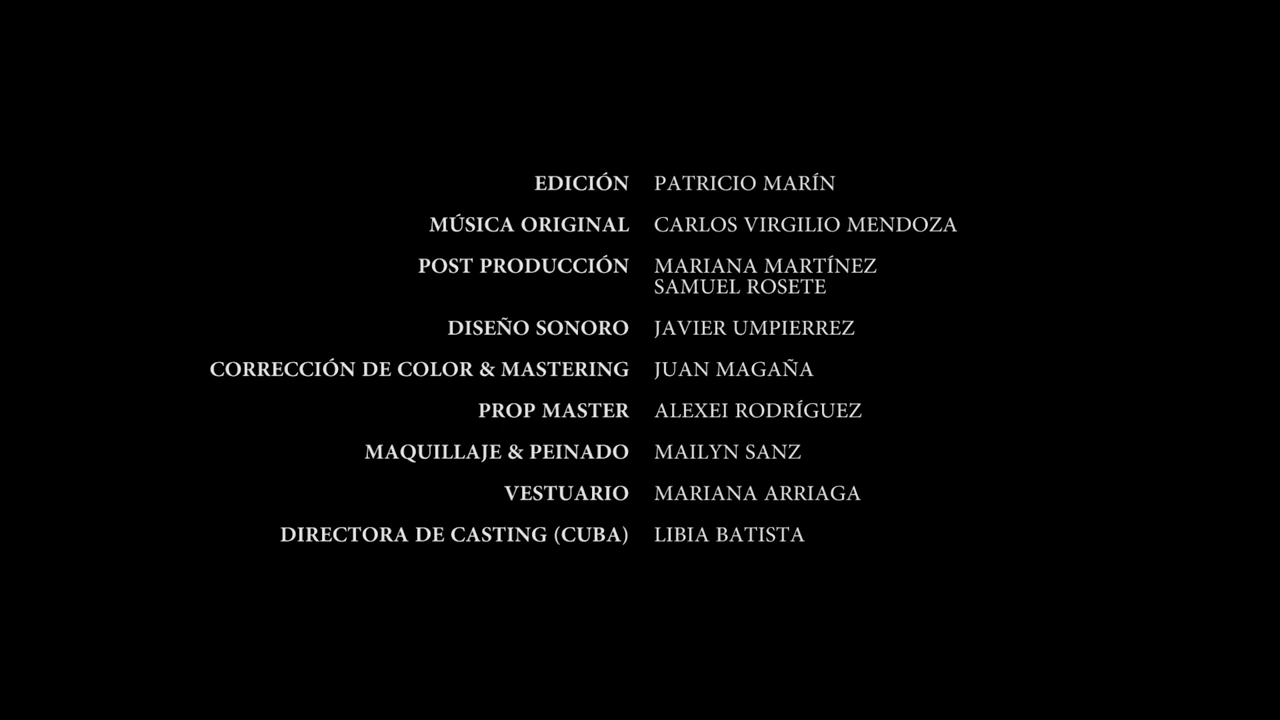 EDICIÓN PATRICIO MARÍN
MÚSICA ORIGINAL CARLOS VIRGILIO MENDOZA
POST PRODUCCIÓN MARIANA MARTÍNEZ
SAMUEL ROSETE
DISEÑO SONORO JAVIER UMPIERREZ
CORRECCIÓN DE COLOR & MASTERING JUAN MAGAÑA
PROP MASTER ALEXEI RODRÍGUEZ
MAQUILLAJE & PEINADO MAILYN SANZ
VESTUARIO MARIANA ARRIAGA
DIRECTORA DE CASTING (CUBA) LIBIA BATISTA